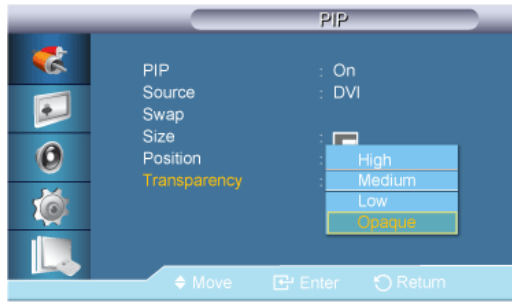 PIP
PIP : On
Source : DVI
Swap
Size :
Position :
Transparency :
High
Medium
Low
Opaque
Move Enter Return